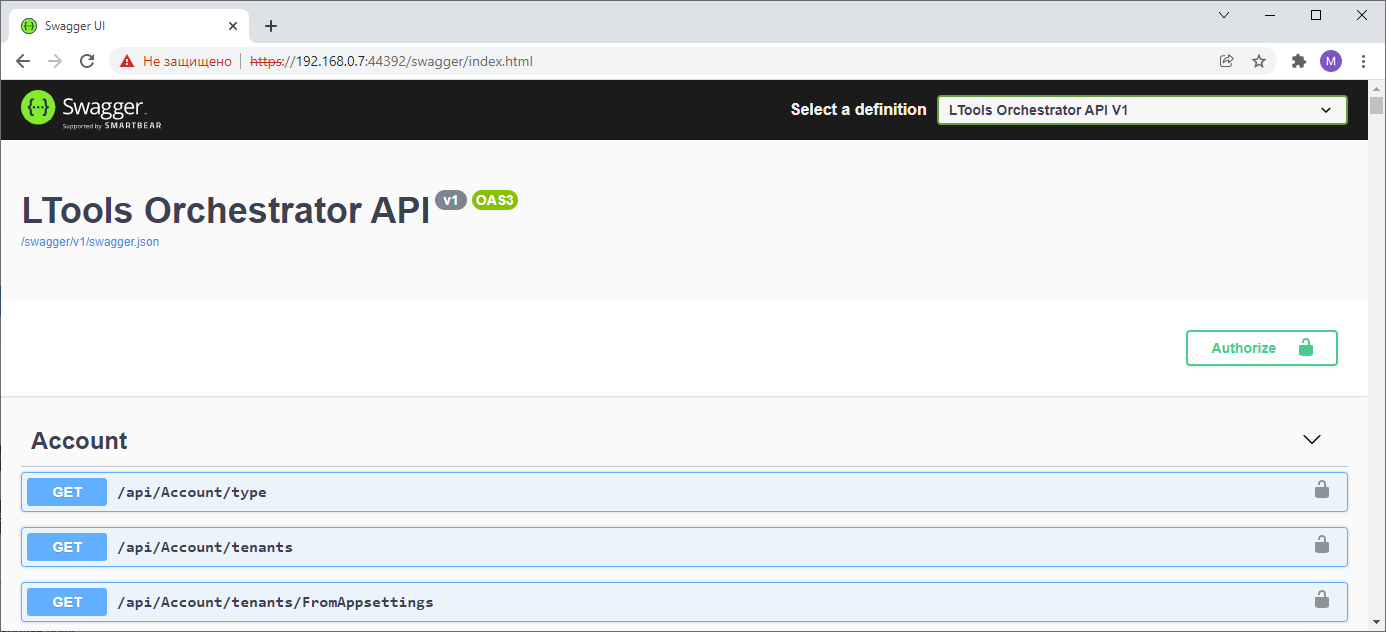 Swagger UI
Не защищено https://192.168.0.7:44392/swagger/index.html
M
Swagger
Supported by SMARTBEAR
Select a definition
LTools Orchestrator API V1
LTools Orchestrator API v1 OAS3
/swagger/v1/swagger.json
Authorize
Account
GET /api/Account/type
GET /api/Account/tenants
GET /api/Account/tenants/FromAppsettings